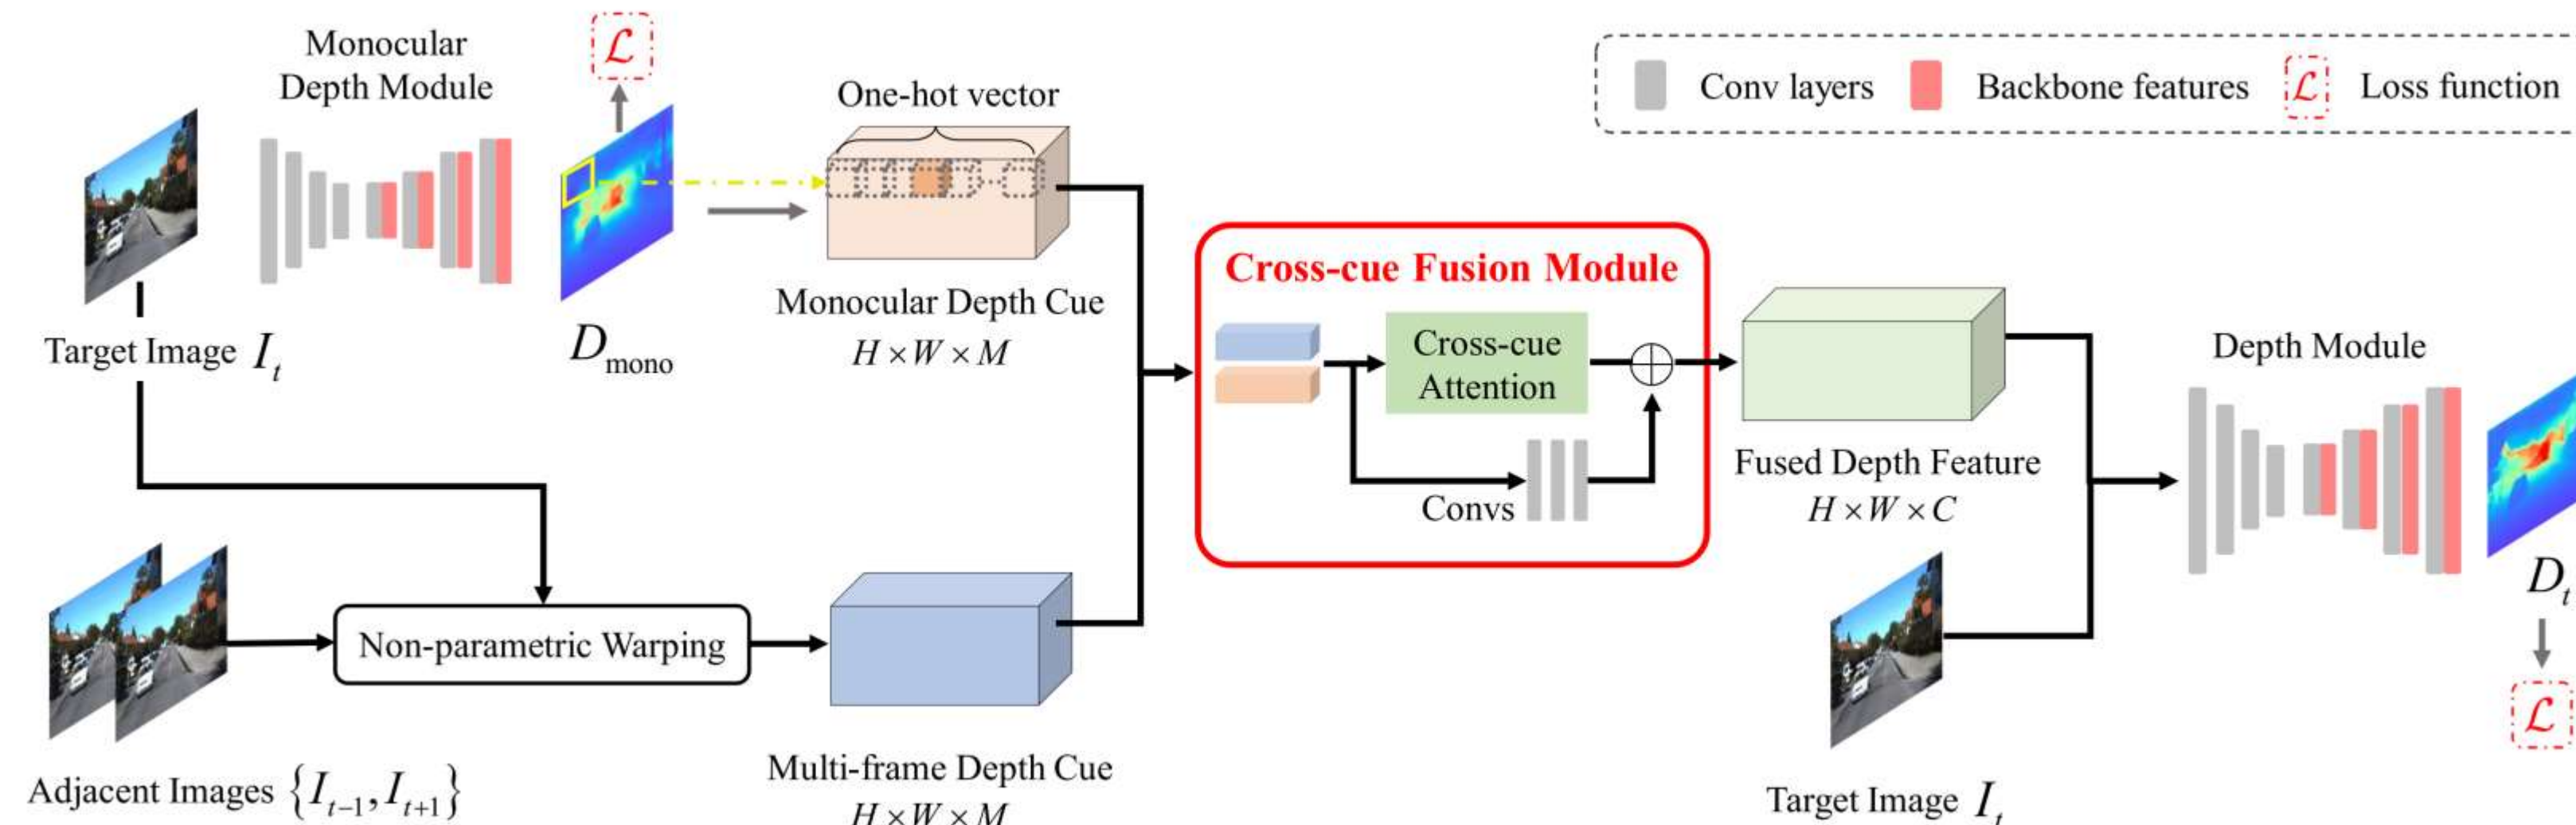 Monocular
Depth Module
ℒ
One-hot vector
Conv layers
Backbone features
ℒ
Loss function
Target Image I_t
D_mono
Monocular Depth Cue
H × W × M
Cross-cue Fusion Module
Cross-cue
Attention
Convs
Fused Depth Feature
H × W × C
Depth Module
D_t
ℒ
Non-parametric Warping
Adjacent Images {I_{t−1}, I_{t+1}}
Multi-frame Depth Cue
H × W × M
Target Image I_t